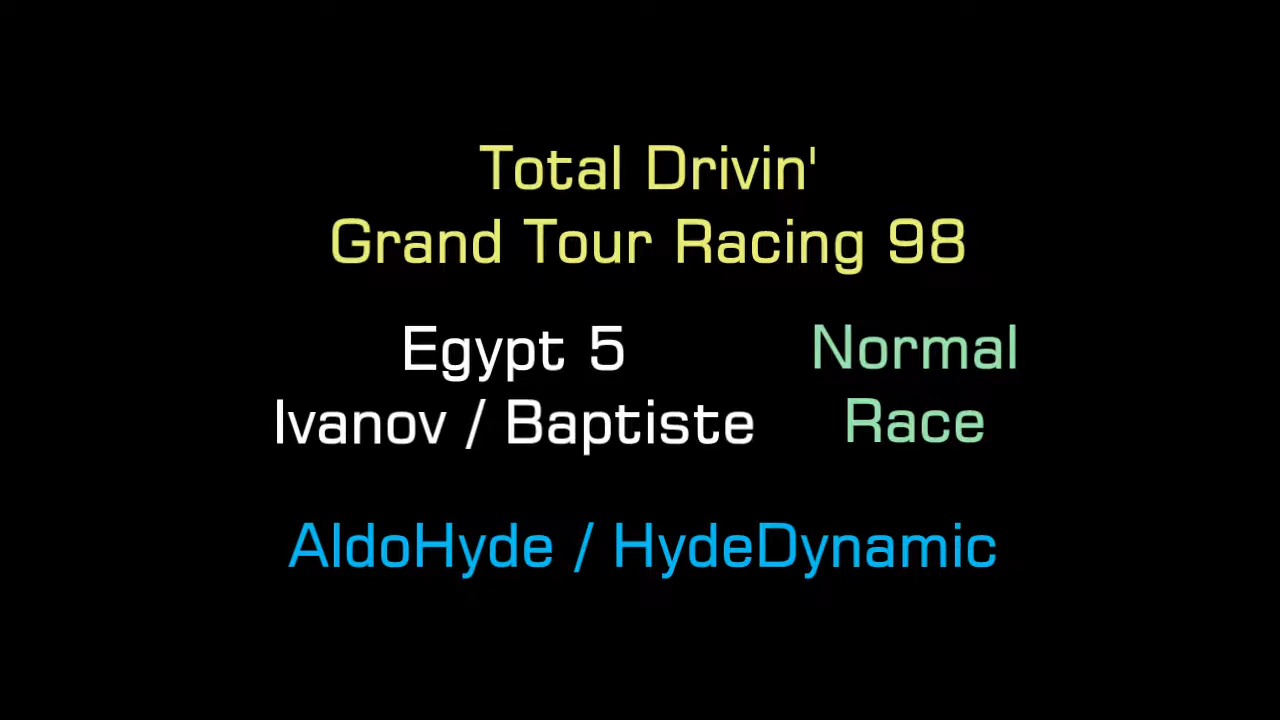 Total Drivin'
Grand Tour Racing 98
Egypt 5
Ivanov / Baptiste
Normal
Race
AldoHyde / HydeDynamic